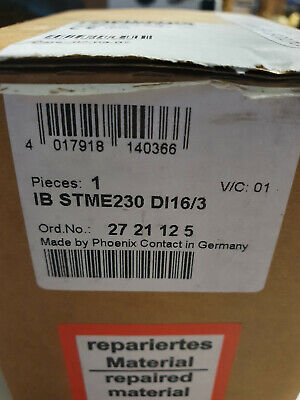 4 017918 140366
Pieces: 1 V/C: 01
IB STME230 DI16/3
Ord.No.: 27 21 12 5
Made by Phoenix Contact in Germany
repariertes
Material
repaired
material